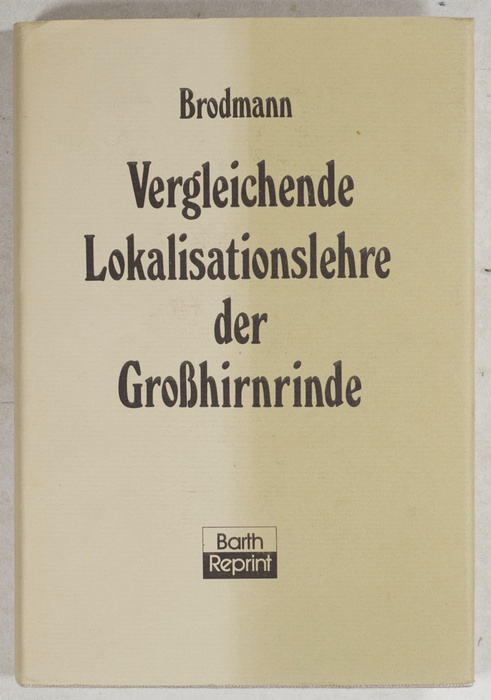 Brodmann
Vergleichende
Lokalisationslehre
der
Großhirnrinde
Barth
Reprint